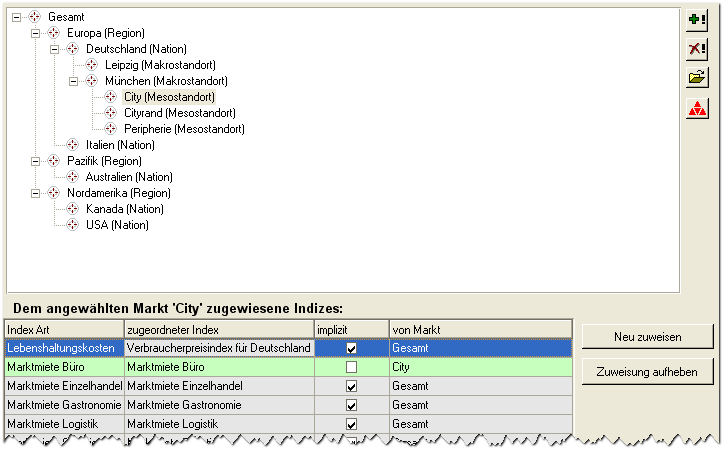 Gesamt
Europa (Region)
Deutschland (Nation)
Leipzig (Makrostandort)
München (Makrostandort)
City (Mesostandort)
Cityrand (Mesostandort)
Peripherie (Mesostandort)
Italien (Nation)
Pazifik (Region)
Australien (Nation)
Nordamerika (Region)
Kanada (Nation)
USA (Nation)
Dem angewählten Markt 'City' zugewiesene Indizes:
Index Art zugeordneter Index implizit von Markt
Lebenshaltungskosten Verbraucherpreisindex für Deutschland Gesamt
Marktmiete Büro Marktmiete Büro City
Marktmiete Einzelhandel Marktmiete Einzelhandel Gesamt
Marktmiete Gastronomie Marktmiete Gastronomie Gesamt
Marktmiete Logistik Marktmiete Logistik Gesamt
Neu zuweisen
Zuweisung aufheben